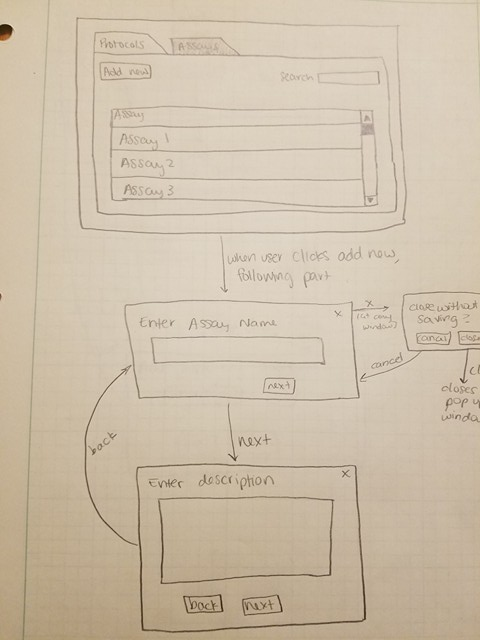 Protocols
Assays
Add new
Search
Assay
Assay 1
Assay 2
Assay 3
when user clicks add new,
following part
x
Enter Assay Name
next
x
window)
close without
saving?
cancel
close
cancel
closes
pop up
window
back
next
x
Enter description
back
next